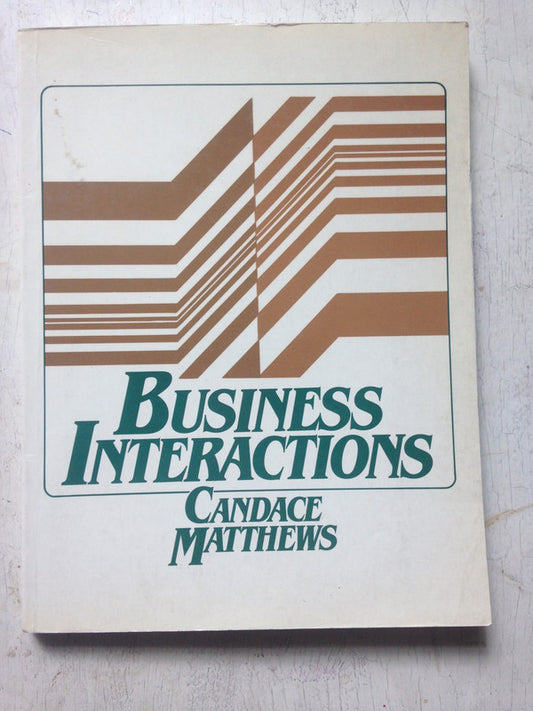 BUSINESS
INTERACTIONS
CANDACE
MATTHEWS